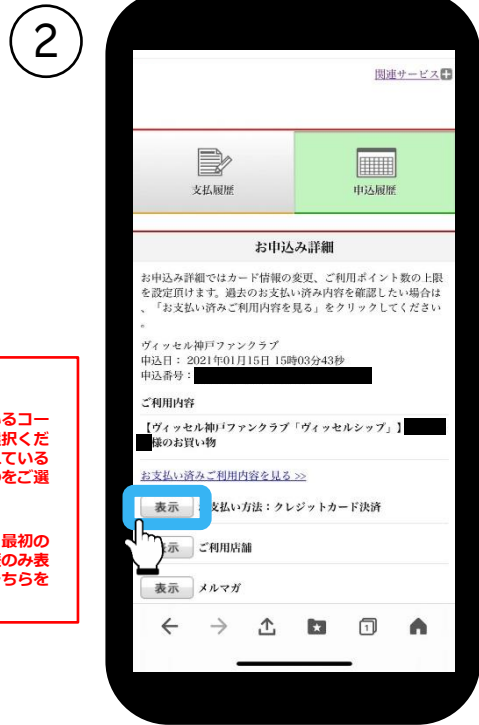 2
関連サービス
支払履歴
申込履歴
お申込み詳細
お申込み詳細ではカード情報の変更、ご利用ポイント数の上限
を設定頂けます。過去のお支払い済み内容を確認したい場合は
、「お支払い済みご利用内容を見る」をクリックしてください
。
ヴィッセル神戸ファンクラブ
申込日： 2021年01月15日 15時03分43秒
申込番号：
ご利用内容
【ヴィッセル神戸ファンクラブ「ヴィッセルシップ」】
様のお買い物
るコー
択くだ
ている
をご選
最初の
のみ表
ちらを
お支払い済みご利用内容を見る >>
表示 支払い方法：クレジットカード決済
示 ご利用店舗
表示 メルマガ
1